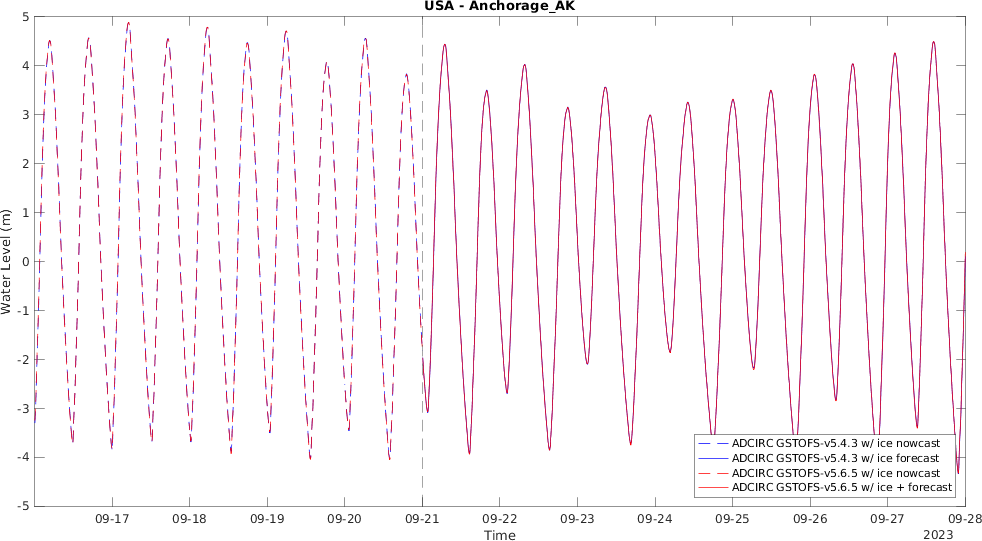 USA - Anchorage_AK
5
4
3
2
1
0
-1
-2
-3
-4
-5
Water Level (m)
ADCIRC GSTOFS-v5.4.3 w/ ice nowcast
ADCIRC GSTOFS-v5.4.3 w/ ice forecast
ADCIRC GSTOFS-v5.6.5 w/ ice nowcast
ADCIRC GSTOFS-v5.6.5 w/ ice + forecast
09-17 09-18 09-19 09-20 09-21 09-22 09-23 09-24 09-25 09-26 09-27 09-28
Time
2023